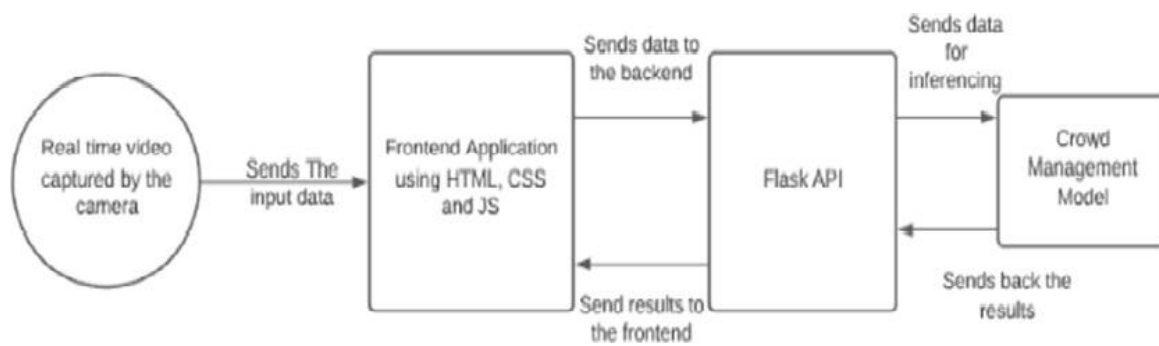 Real time video
captured by the
camera
Sends The
input data
Frontend Application
using HTML, CSS
and JS
Sends data to
the backend
Send results to
the frontend
Flask API
Sends data
for
inferencing
Sends back the
results
Crowd
Management
Model